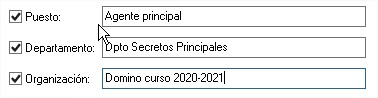 Puesto: Agente principal
Departamento: Dpto Secretos Principales
Organización: Domino curso 2020-2021